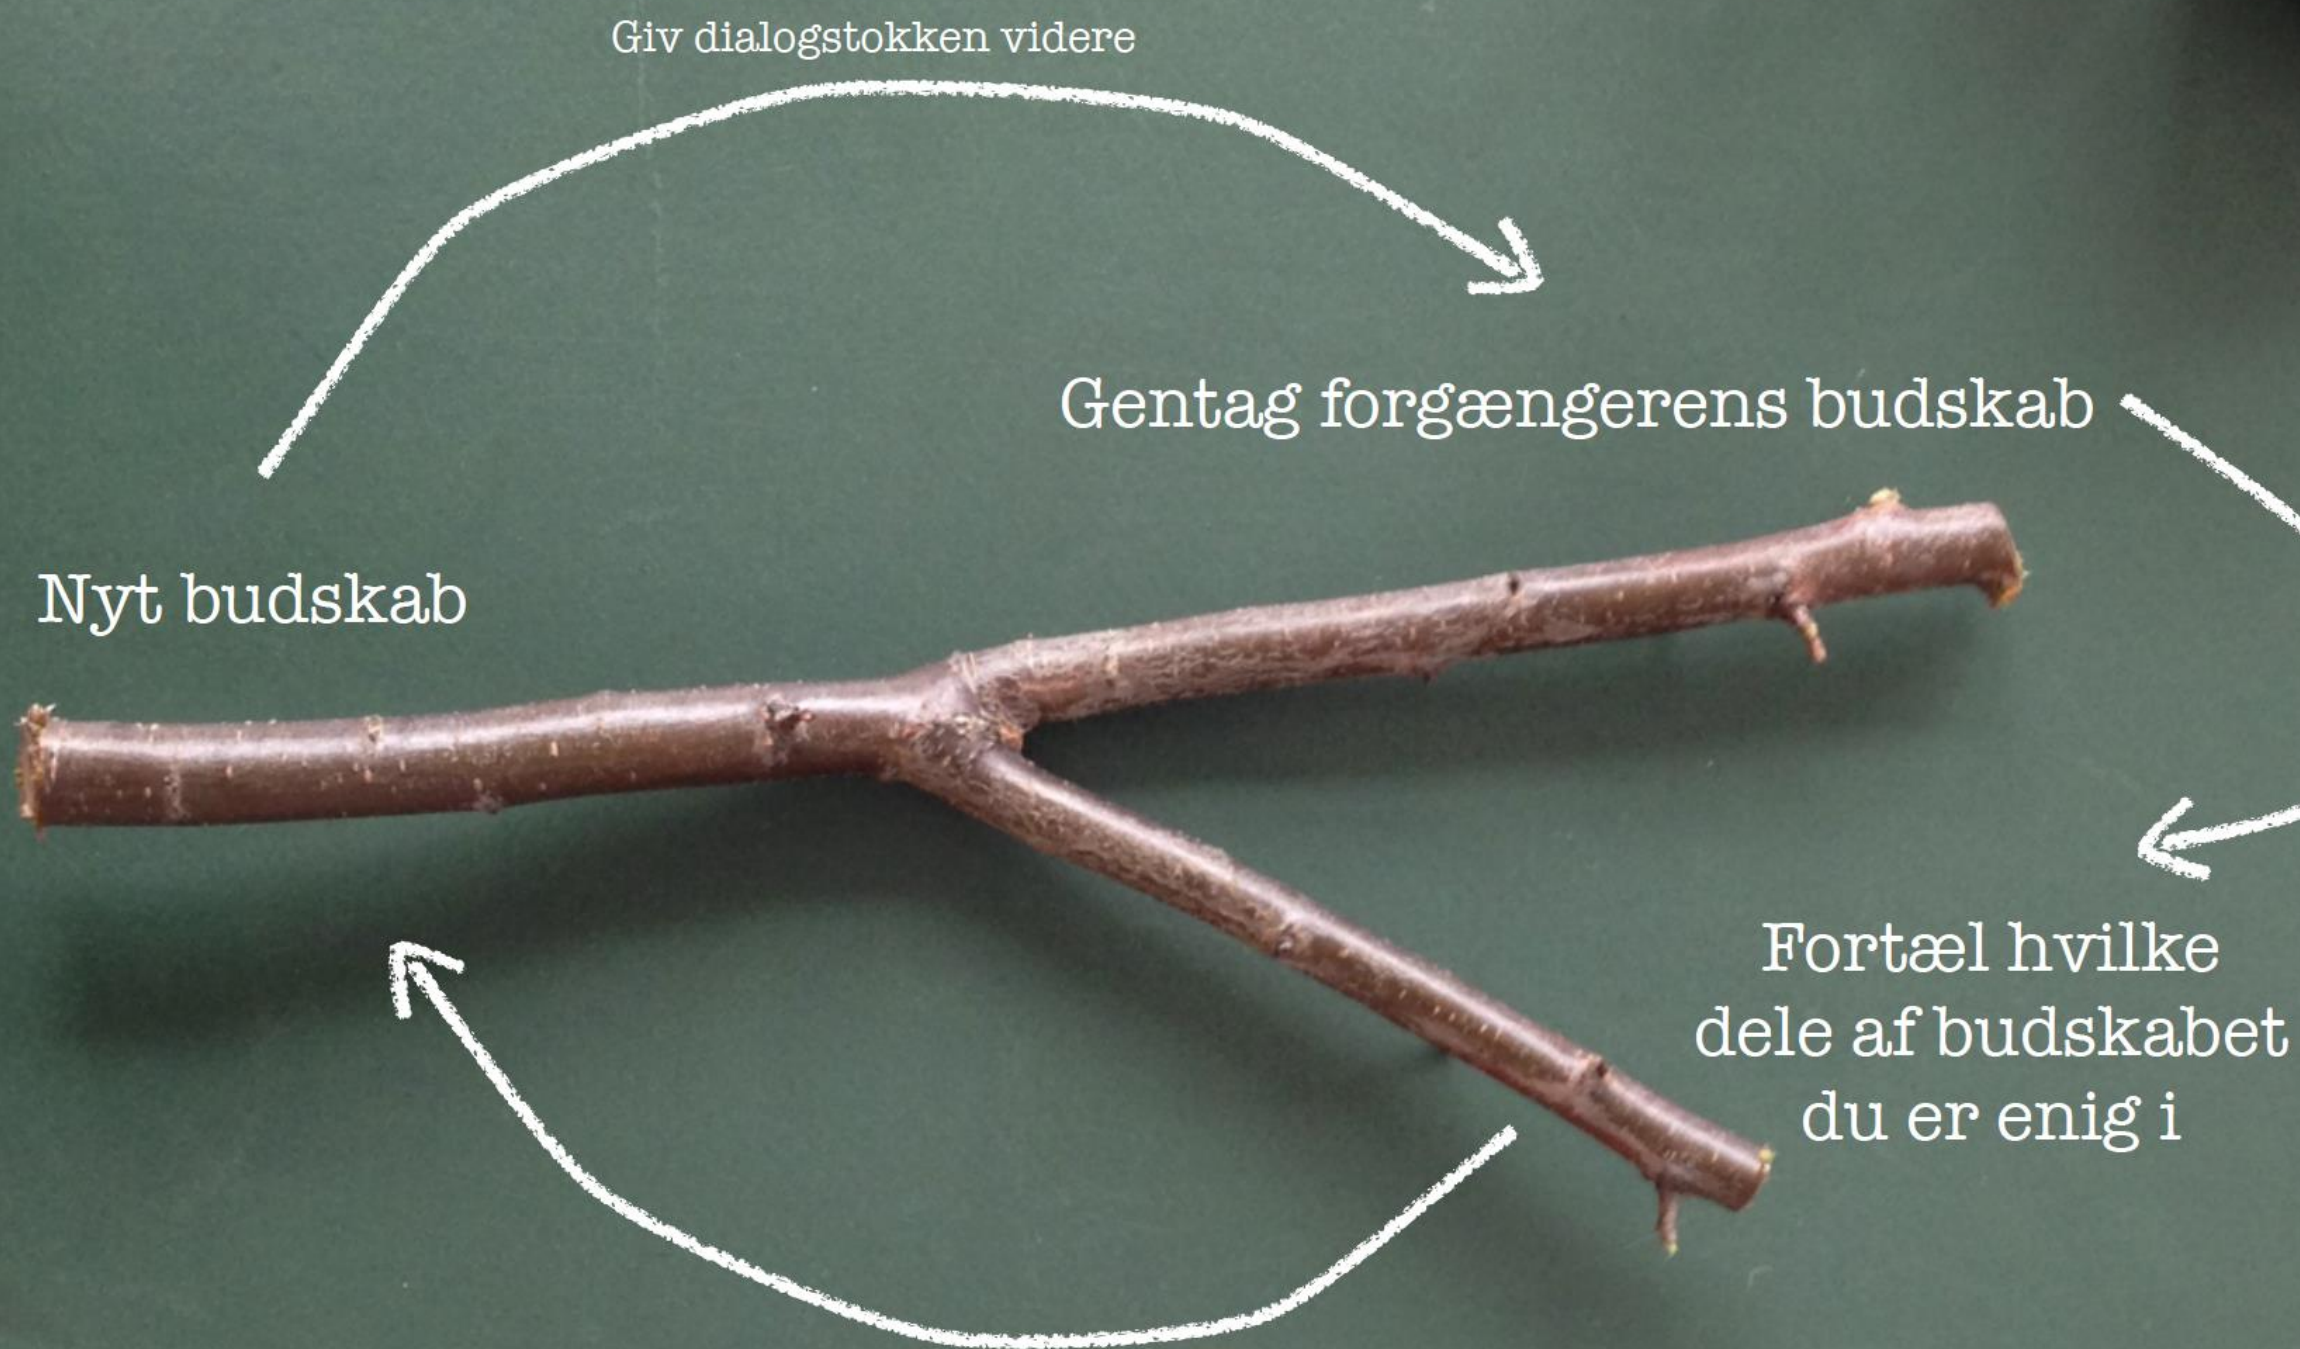 Giv dialogstokken videre
Gentag forgængerens budskab
Nyt budskab
Fortæl hvilke
dele af budskabet
du er enig i